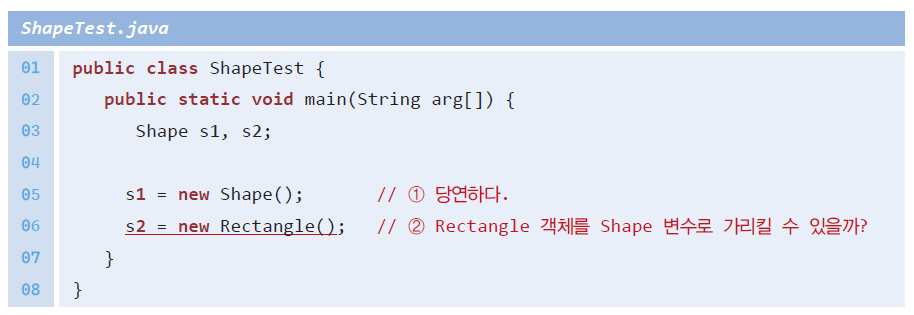 ShapeTest.java
01 public class ShapeTest {
02 public static void main(String arg[]) {
03 Shape s1, s2;
04
05 s1 = new Shape(); // ① 당연하다.
06 s2 = new Rectangle(); // ② Rectangle 객체를 Shape 변수로 가리킬 수 있을까?
07 }
08 }